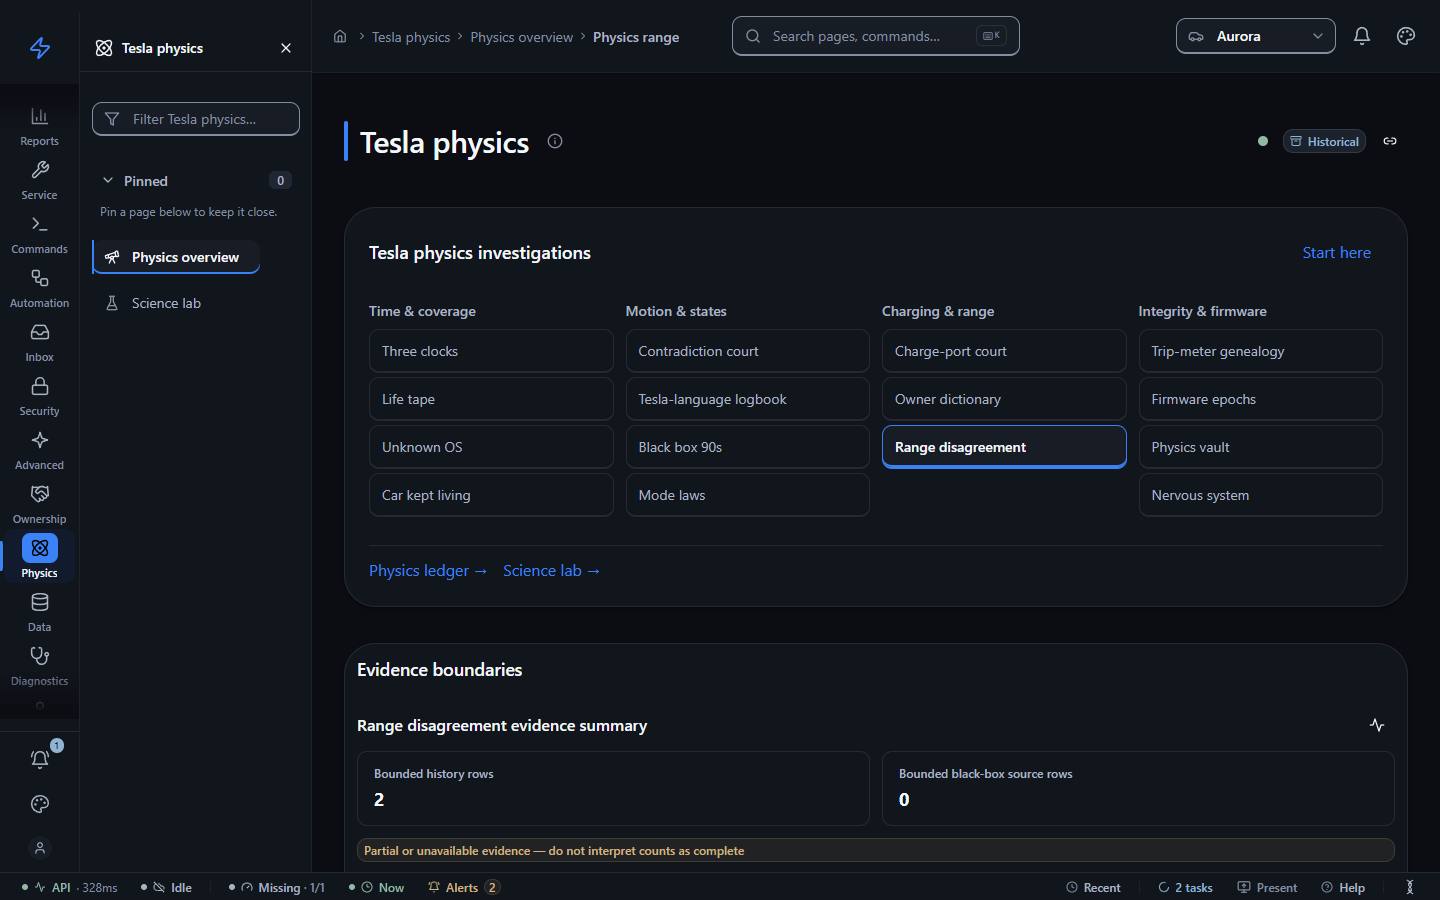 Tesla physics
Tesla physics
Physics overview
Physics range
Search pages, commands...
K
Aurora
Reports
Service
Commands
Automation
Inbox
Security
Advanced
Ownership
Physics
Data
Diagnostics
1
Filter Tesla physics...
Pinned
0
Pin a page below to keep it close.
Physics overview
Science lab
Tesla physics
Historical
Tesla physics investigations
Start here
Time & coverage
Three clocks
Life tape
Unknown OS
Car kept living
Motion & states
Contradiction court
Tesla-language logbook
Black box 90s
Mode laws
Charging & range
Charge-port court
Owner dictionary
Range disagreement
Integrity & firmware
Trip-meter genealogy
Firmware epochs
Physics vault
Nervous system
Physics ledger →
Science lab →
Evidence boundaries
Range disagreement evidence summary
Bounded history rows
2
Bounded black-box source rows
0
Partial or unavailable evidence — do not interpret counts as complete
API · 328ms
Idle
Missing · 1/1
Now
Alerts 2
Recent
2 tasks
Present
Help